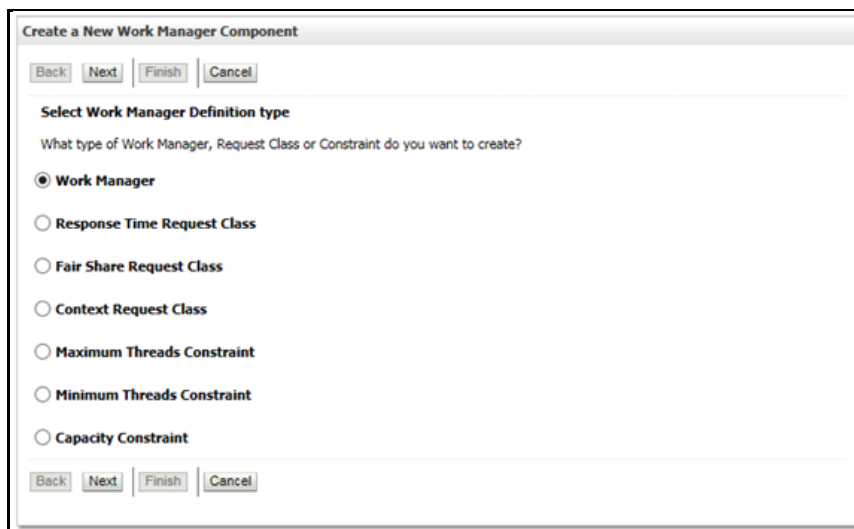 Create a New Work Manager Component
Back Next Finish Cancel
Select Work Manager Definition type
What type of Work Manager, Request Class or Constraint do you want to create?
Work Manager
Response Time Request Class
Fair Share Request Class
Context Request Class
Maximum Threads Constraint
Minimum Threads Constraint
Capacity Constraint
Back Next Finish Cancel